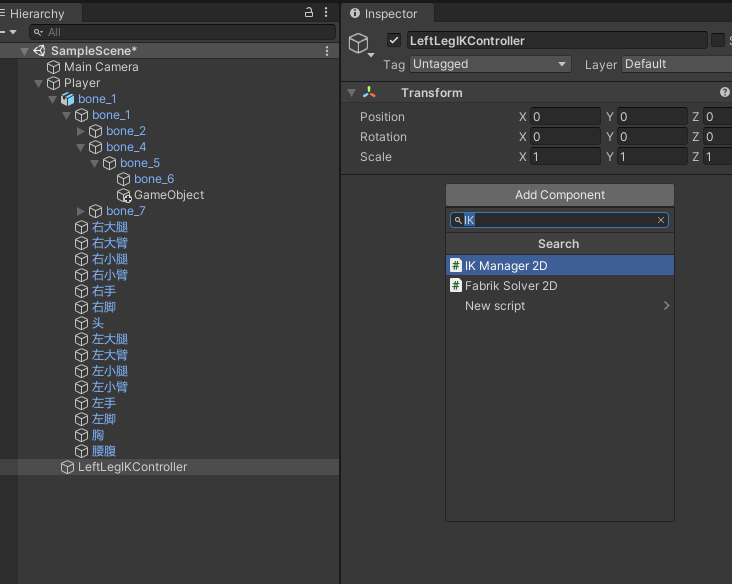 Hierarchy
All
SampleScene*
Main Camera
Player
bone_1
bone_1
bone_2
bone_4
bone_5
bone_6
GameObject
bone_7
右大腿
右大臂
右小腿
右小臂
右手
右脚
头
左大腿
左大臂
左小腿
左小臂
左手
左脚
胸
腰腹
LeftLegIKController
Inspector
LeftLegIKController
S
Tag Untagged Layer Default
Transform
Position X 0 Y 0 Z 0
Rotation X 0 Y 0 Z 0
Scale X 1 Y 1 Z 1
Add Component
IK
Search
# IK Manager 2D
# Fabrik Solver 2D
New script